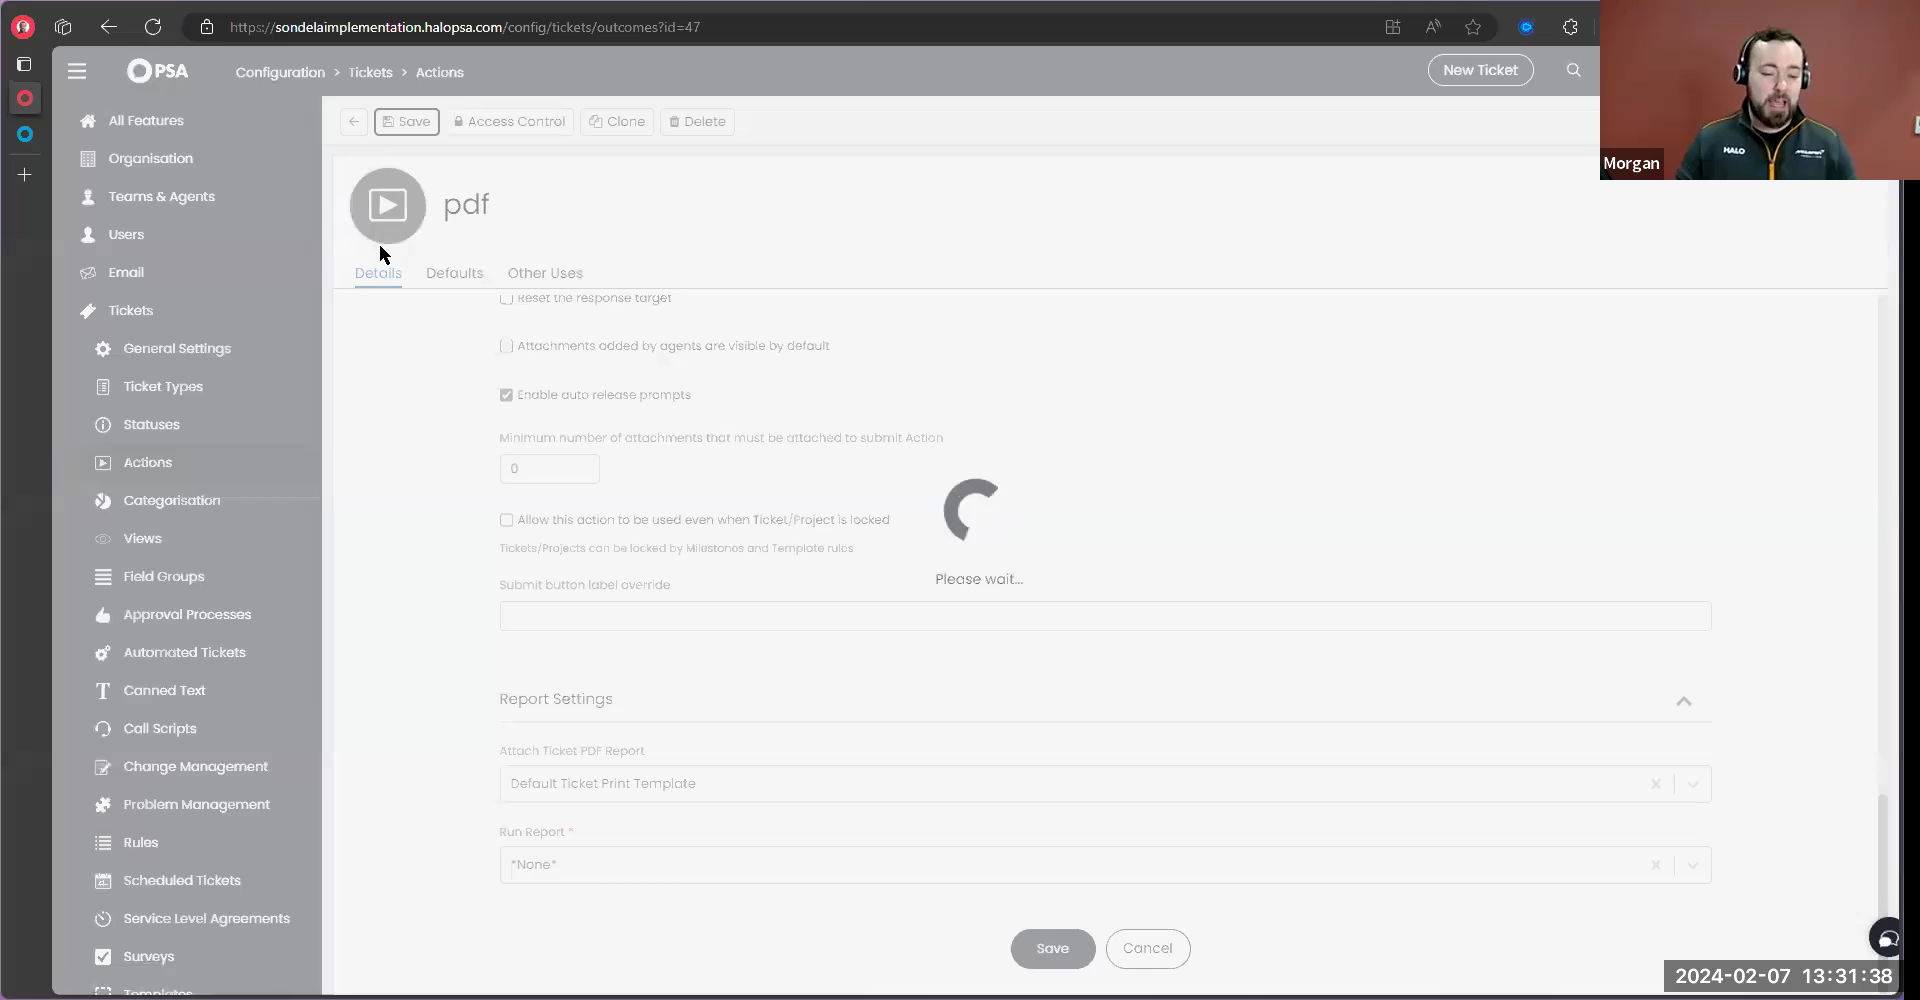 https://sondelaimplementation.halopsa.com/config/tickets/outcomes?id=47
PSA
Configuration > Tickets > Actions
New Ticket
HALO
Morgan
All Features
Organisation
Teams & Agents
Users
Email
Tickets
General Settings
Ticket Types
Statuses
Actions
Categorisation
Views
Field Groups
Approval Processes
Automated Tickets
Canned Text
Call Scripts
Change Management
Problem Management
Rules
Scheduled Tickets
Service Level Agreements
Surveys
Templates
Save
Access Control
Clone
Delete
pdf
Details
Defaults
Other Uses
Reset the response target
Attachments added by agents are visible by default
Enable auto release prompts
Minimum number of attachments that must be attached to submit Action
0
Allow this action to be used even when Ticket/Project is locked
Tickets/Projects can be locked by Milestones and Template rules
Please wait...
Submit button label override
Report Settings
Attach Ticket PDF Report
Default Ticket Print Template
Run Report *
*None*
Save
Cancel
2024-02-07 13:31:38